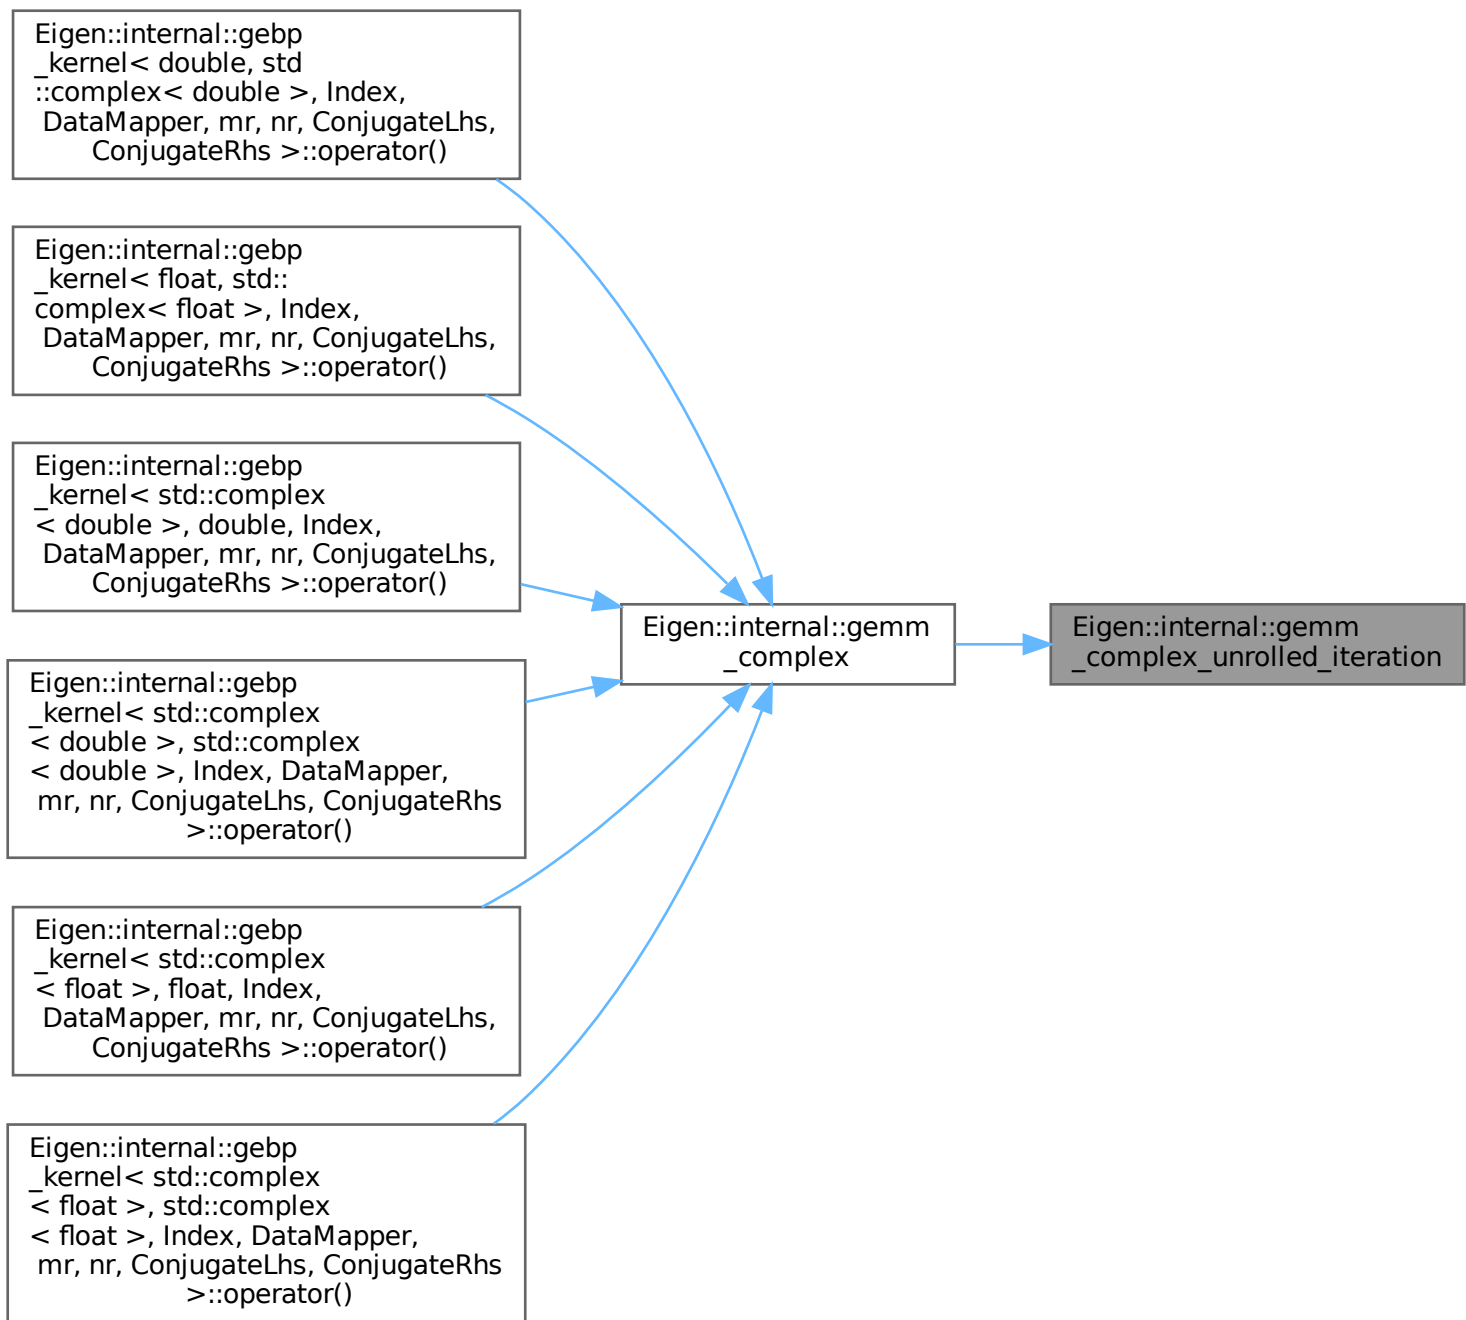 Eigen::internal::gebp
_kernel< double, std
::complex< double >, Index,
DataMapper, mr, nr, ConjugateLhs,
ConjugateRhs >::operator()
Eigen::internal::gebp
_kernel< float, std::
complex< float >, Index,
DataMapper, mr, nr, ConjugateLhs,
ConjugateRhs >::operator()
Eigen::internal::gebp
_kernel< std::complex
< double >, double, Index,
DataMapper, mr, nr, ConjugateLhs,
ConjugateRhs >::operator()
Eigen::internal::gebp
_kernel< std::complex
< double >, std::complex
< double >, Index, DataMapper,
mr, nr, ConjugateLhs, ConjugateRhs
>::operator()
Eigen::internal::gebp
_kernel< std::complex
< float >, float, Index,
DataMapper, mr, nr, ConjugateLhs,
ConjugateRhs >::operator()
Eigen::internal::gebp
_kernel< std::complex
< float >, std::complex
< float >, Index, DataMapper,
mr, nr, ConjugateLhs, ConjugateRhs
>::operator()
Eigen::internal::gemm
_complex
Eigen::internal::gemm
_complex_unrolled_iteration